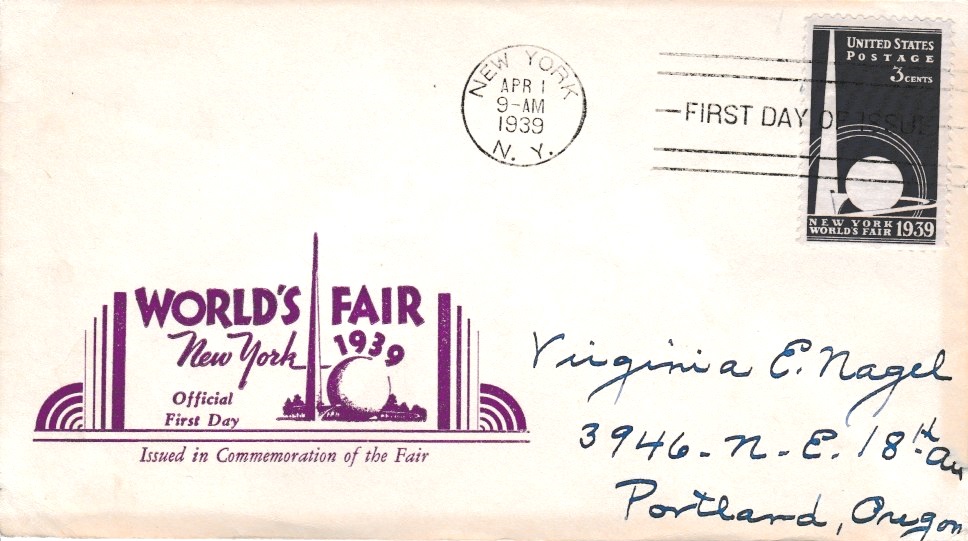 NEW YORK
APR 1
9-AM
1939
N. Y.
FIRST DAY OF ISSUE
UNITED STATES
POSTAGE
3 CENTS
NEW YORK
WORLD'S FAIR 1939
WORLD'S FAIR
New York 1939
Official
First Day
Issued in Commemoration of the Fair
Virginia E. Nagel
3946 - N. E. 18th Av
Portland, Oregon